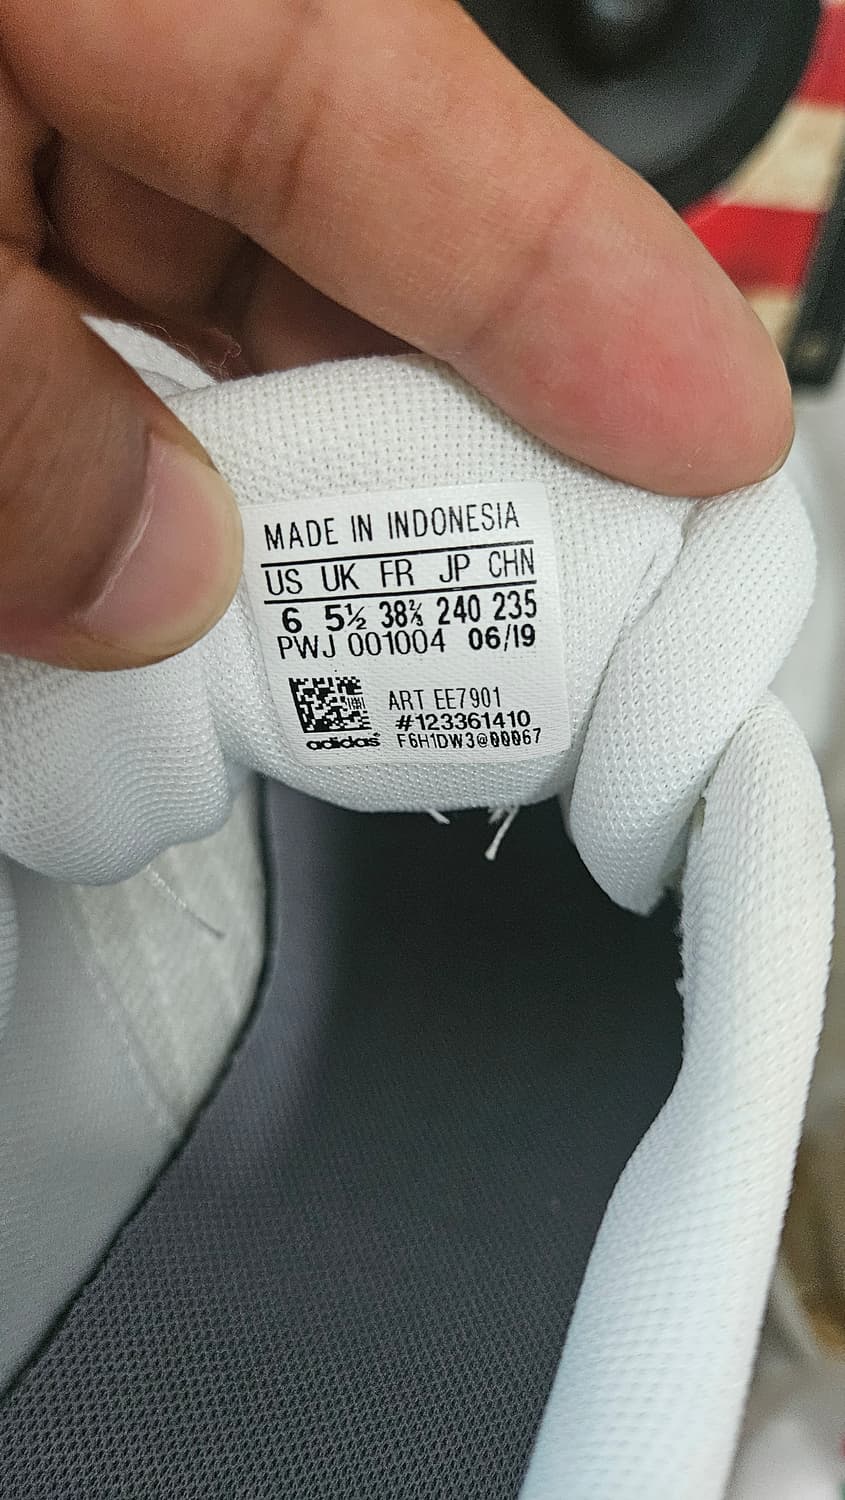 MADE IN INDONESIA
US UK FR JP CHN
6 5½ 38⅔ 240 235
PWJ 001004 06/19
ART EE7901
#123361410
adidas F6H1DW3@00067